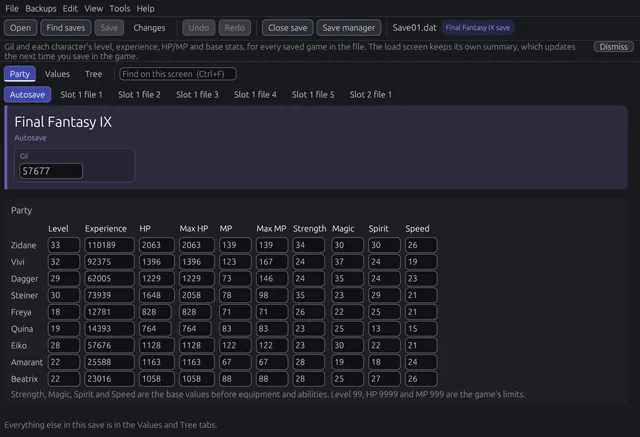 File Backups Edit View Tools Help
Open Find saves Save Changes Undo Redo Close save Save manager Save01.dat Final Fantasy IX save
Gil and each character's level, experience, HP/MP and base stats, for every saved game in the file. The load screen keeps its own summary, which updates
the next time you save in the game.
Dismiss
Party Values Tree Find on this screen (Ctrl+F)
Autosave Slot 1 file 1 Slot 1 file 2 Slot 1 file 3 Slot 1 file 4 Slot 1 file 5 Slot 2 file 1
Final Fantasy IX
Autosave
Gil
57677
Party
Level Experience HP Max HP MP Max MP Strength Magic Spirit Speed
Zidane 33 110189 2063 2063 139 139 34 30 30 26
Vivi 32 92375 1396 1396 123 167 24 37 24 19
Dagger 29 62005 1229 1229 73 146 24 35 24 23
Steiner 30 73939 1648 2058 78 98 35 23 29 21
Freya 18 12781 828 828 71 71 26 22 25 21
Quina 19 14393 764 764 83 83 23 25 13 15
Eiko 28 57676 1128 1128 122 122 23 30 22 21
Amarant 22 25588 1163 1163 67 67 28 19 18 24
Beatrix 22 23016 1058 1058 88 88 28 25 27 26
Strength, Magic, Spirit and Speed are the base values before equipment and abilities. Level 99, HP 9999 and MP 999 are the game's limits.
Everything else in this save is in the Values and Tree tabs.